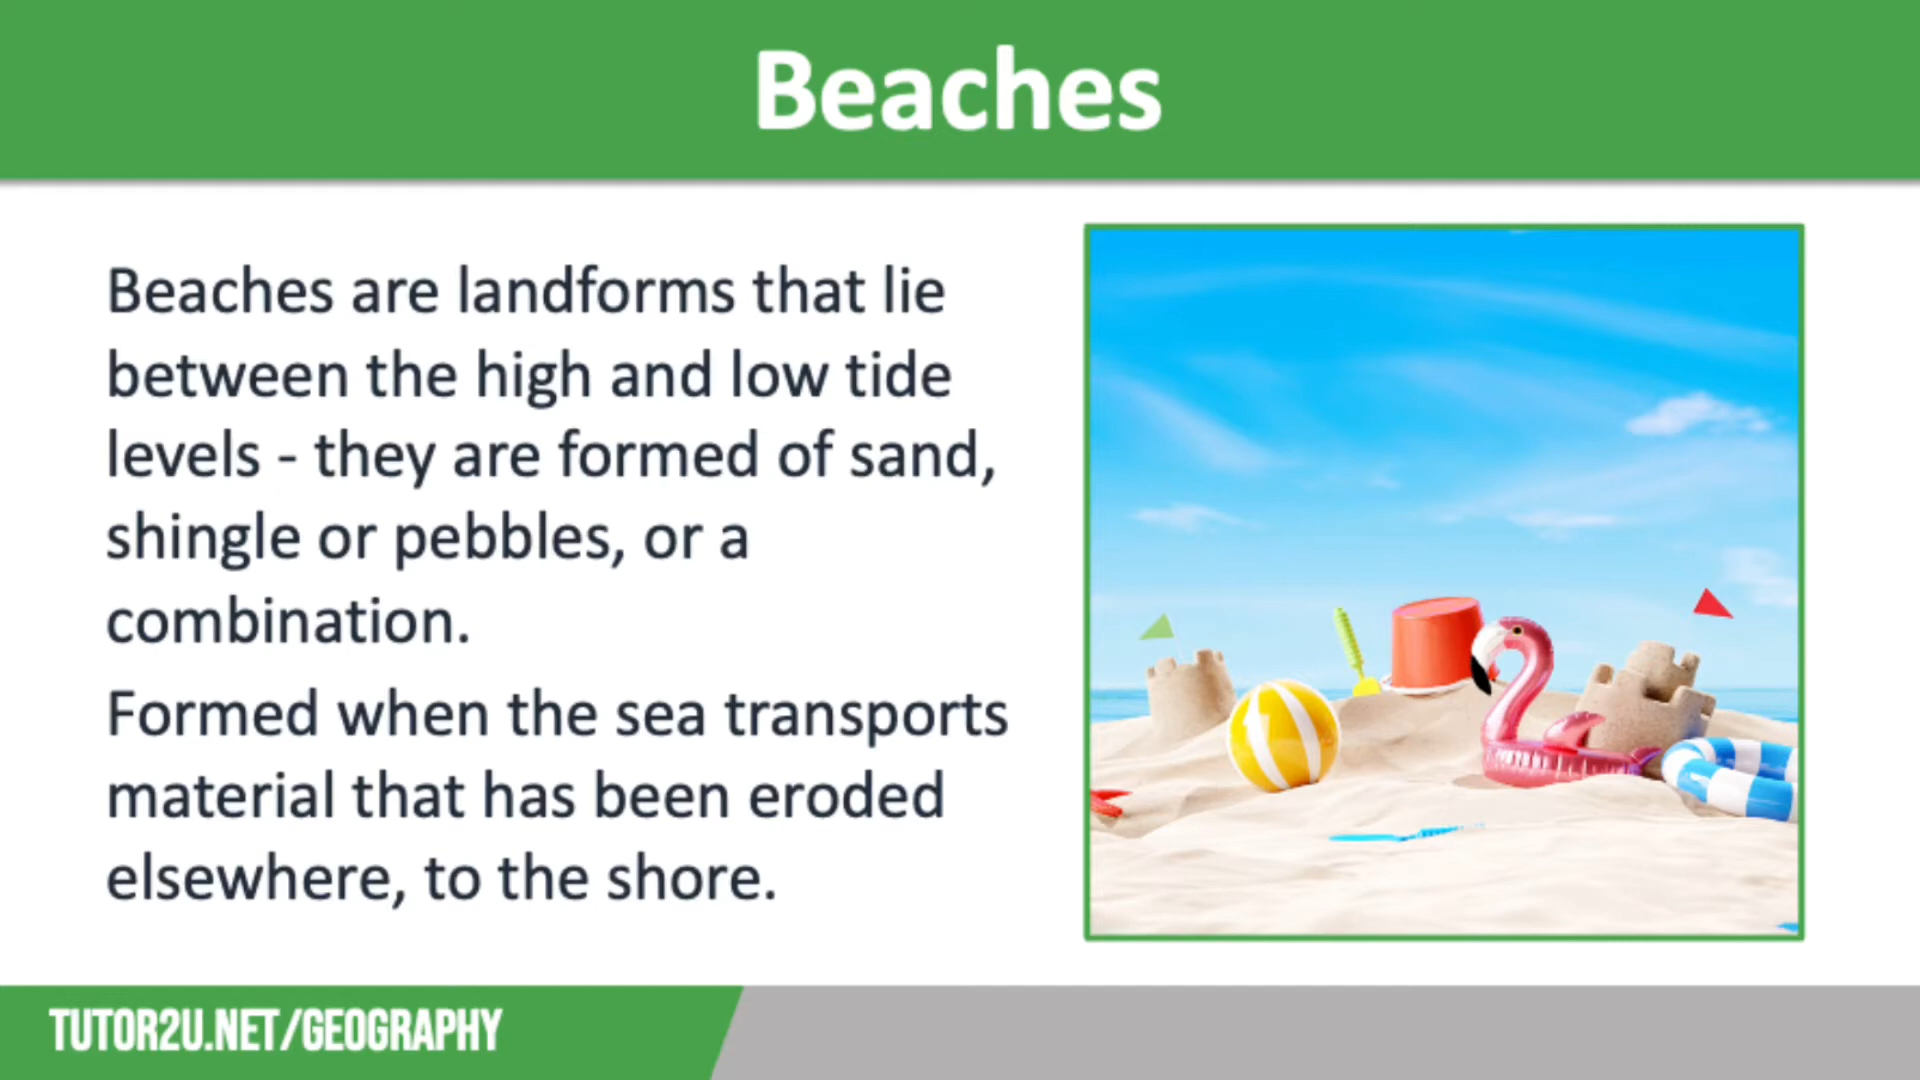 Beaches
Beaches are landforms that lie
between the high and low tide
levels - they are formed of sand,
shingle or pebbles, or a
combination.
Formed when the sea transports
material that has been eroded
elsewhere, to the shore.
TUTOR2U.NET/GEOGRAPHY